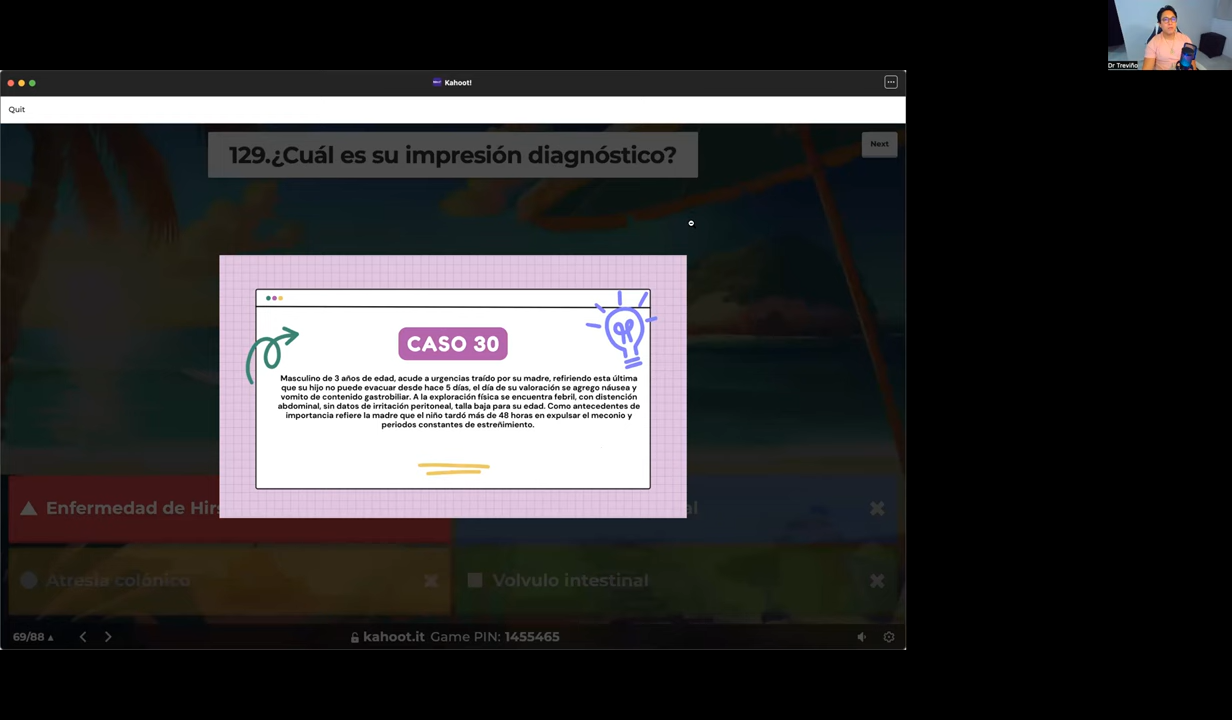 Dr Treviño
Kahoot!
Quit
129.¿Cuál es su impresión diagnóstico?
Next
CASO 30
Masculino de 3 años de edad, acude a urgencias traído por su madre, refiriendo esta última
que su hijo no puede evacuar desde hace 5 días, el día de su valoración se agrego náusea y
vomito de contenido gastrobiliar. A la exploración física se encuentra febril, con distención
abdominal, sin datos de irritación peritoneal, talla baja para su edad. Como antecedentes de
importancia refiere la madre que el niño tardó más de 48 horas en expulsar el meconio y
periodos constantes de estreñimiento.
Enfermedad de Hirs
Atresia colónica
Volvulo intestinal
69/88
kahoot.it Game PIN: 1455465